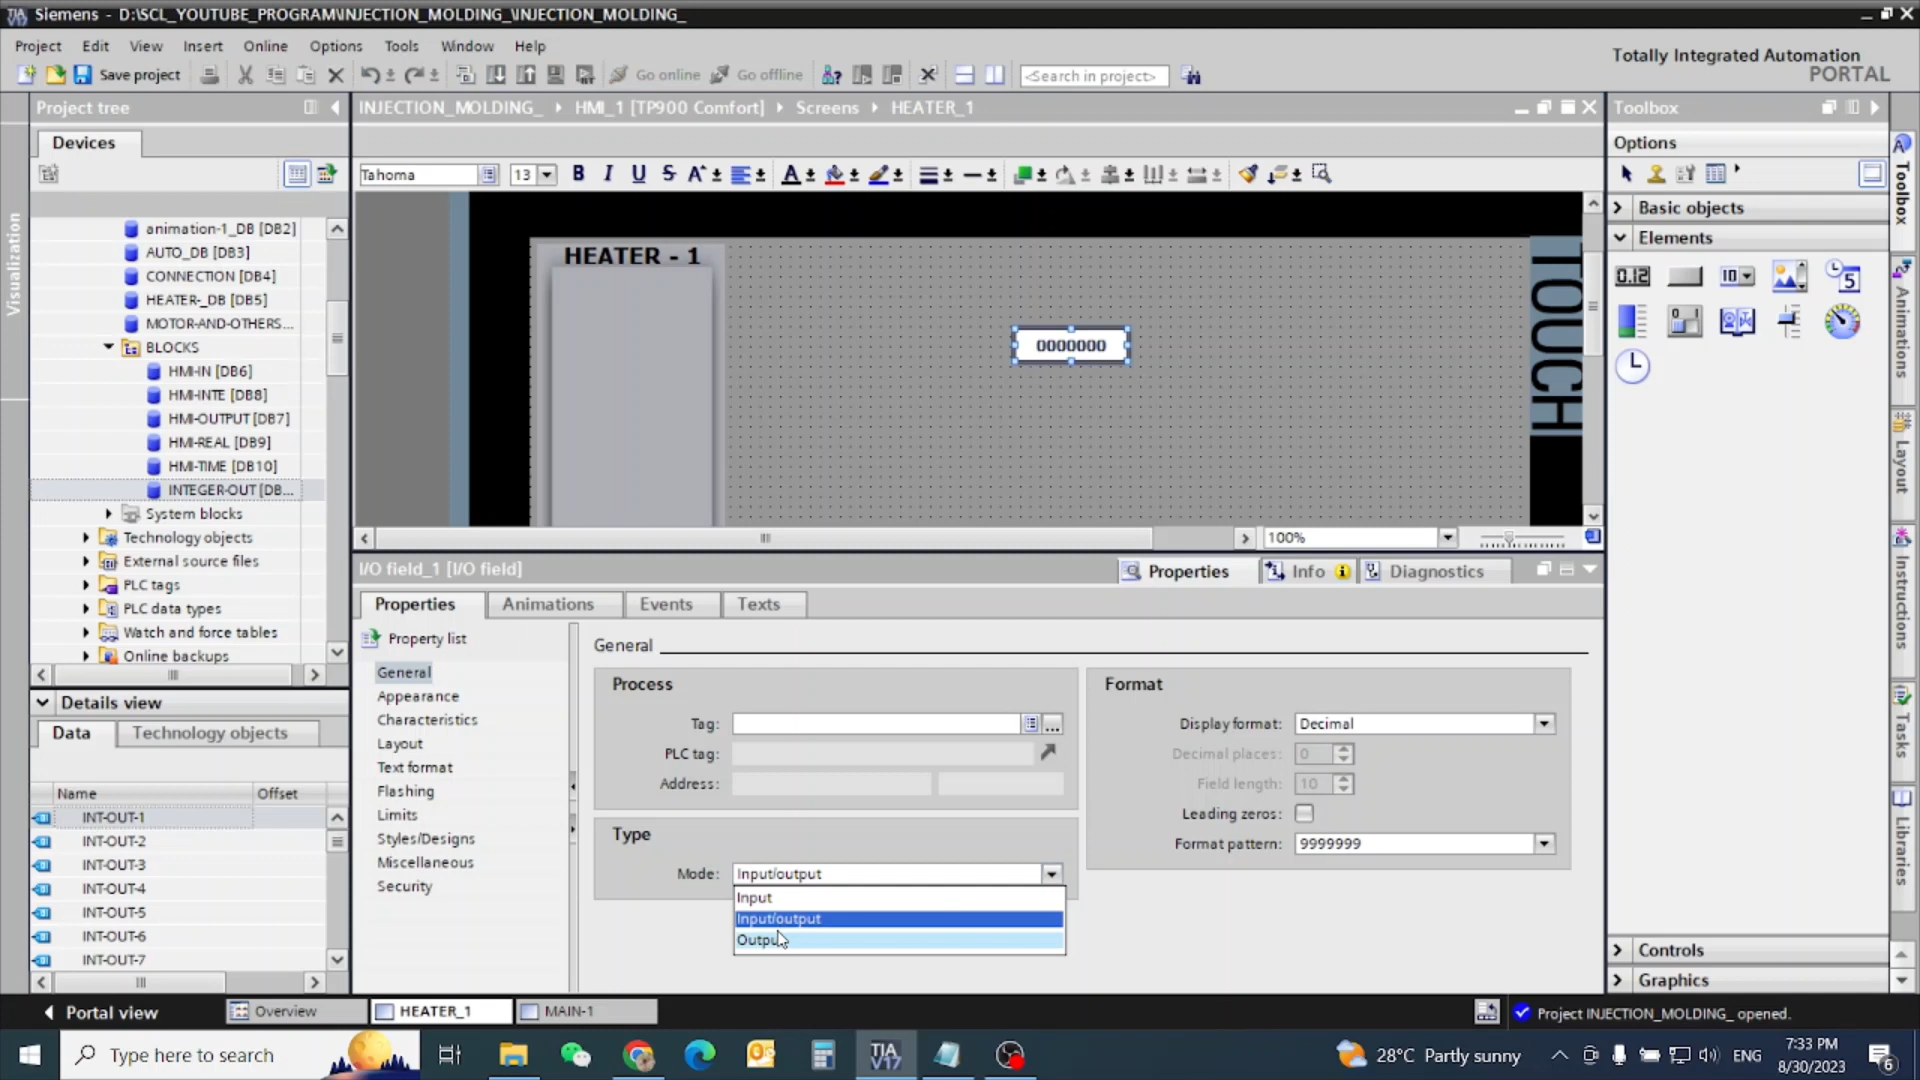 Siemens - D:\SCL_YOUTUBE_PROGRAM\INJECTION_MOLDING_\INJECTION_MOLDING_
Project Edit View Insert Online Options Tools Window Help
Totally Integrated Automation
PORTAL
Save project
Go online
Go offline
<Search in project>
Project tree
INJECTION_MOLDING_ HMI_1 [TP900 Comfort] Screens HEATER_1
Toolbox
Devices
Options
Tahoma
13
B I U S A A
Basic objects
Elements
0.12
10
5
Visualization
animation-1_DB [DB2]
AUTO_DB [DB3]
CONNECTION [DB4]
HEATER-_DB [DB5]
MOTOR-AND-OTHERS...
BLOCKS
HMI-IN [DB6]
HMI-INTE [DB8]
HMI-OUTPUT [DB7]
HMI-REAL [DB9]
HMI-TIME [DB10]
INTEGER-OUT [DB...
System blocks
Technology objects
External source files
PLC tags
PLC data types
Watch and force tables
Online backups
HEATER - 1
0000000
TOUCH
100%
Toolbox
Animations
Layout
Instructions
Tasks
Libraries
I/O field_1 [I/O field]
Properties
Info
Diagnostics
Properties Animations Events Texts
Property list
General
Appearance
Characteristics
Layout
Text format
Flashing
Limits
Styles/Designs
Miscellaneous
Security
General
Process
Tag:
...
PLC tag:
Address:
Type
Mode: Input/output
Input
Input/output
Output
Format
Display format: Decimal
Decimal places: 0
Field length: 10
Leading zeros:
Format pattern: 9999999
Details view
Data Technology objects
Name Offset
INT-OUT-1
INT-OUT-2
INT-OUT-3
INT-OUT-4
INT-OUT-5
INT-OUT-6
INT-OUT-7
Controls
Graphics
Portal view
Overview
HEATER_1
MAIN-1
Project INJECTION_MOLDING_ opened.
Type here to search
TIA
V17
28°C Partly sunny
ENG
7:33 PM
8/30/2023
6